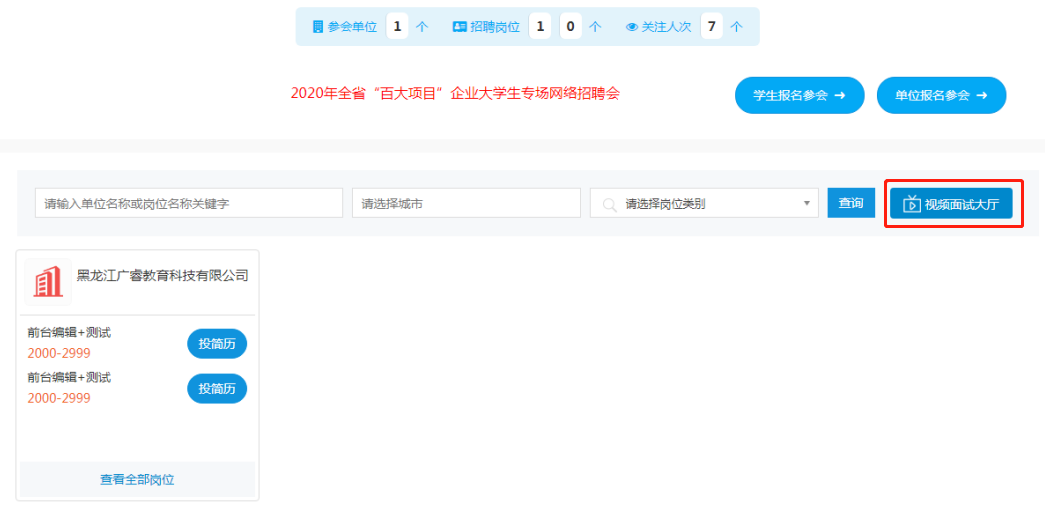 参会单位 1 个 招聘岗位 1 0 个 关注人次 7 个
2020年全省“百大项目”企业大学生专场网络招聘会 学生报名参会 → 单位报名参会 →
请输入单位名称或岗位名称关键字 请选择城市 请选择岗位类别 查询 视频面试大厅
黑龙江广睿教育科技有限公司
前台编辑+测试
2000-2999 投简历
前台编辑+测试
2000-2999 投简历
查看全部岗位